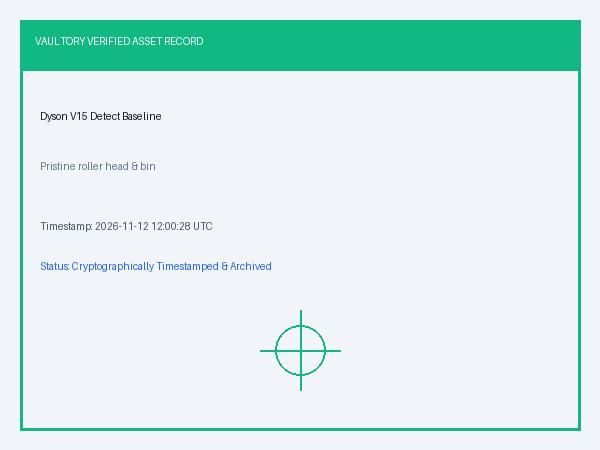 VAULTORY VERIFIED ASSET RECORD
Dyson V15 Detect Baseline
Pristine roller head & bin
Timestamp: 2026-11-12 12:00:28 UTC
Status: Cryptographically Timestamped & Archived